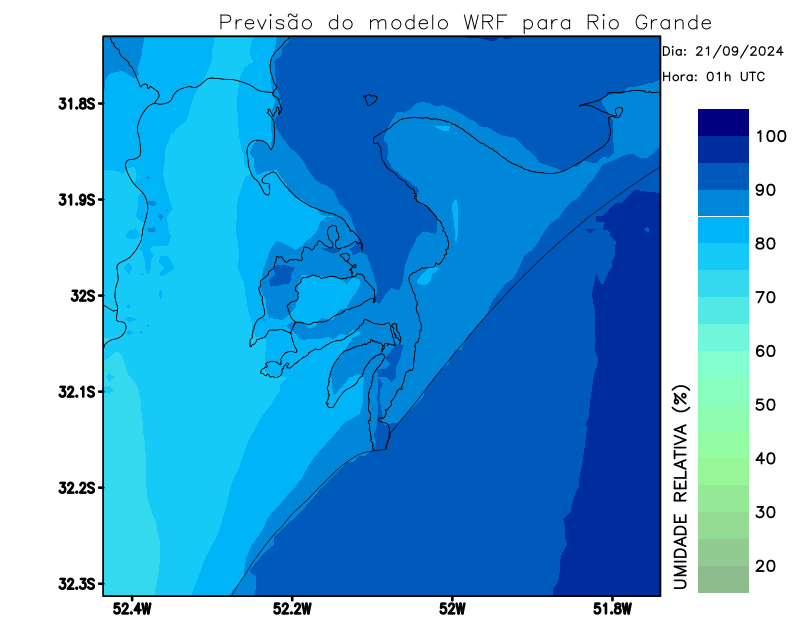 Previsão do modelo WRF para Rio Grande
Dia: 21/09/2024
Hora: 01h UTC
31.8S
31.9S
32S
32.1S
32.2S
32.3S
52.4W
52.2W
52W
51.8W
UMIDADE RELATIVA (%)
100
90
80
70
60
50
40
30
20